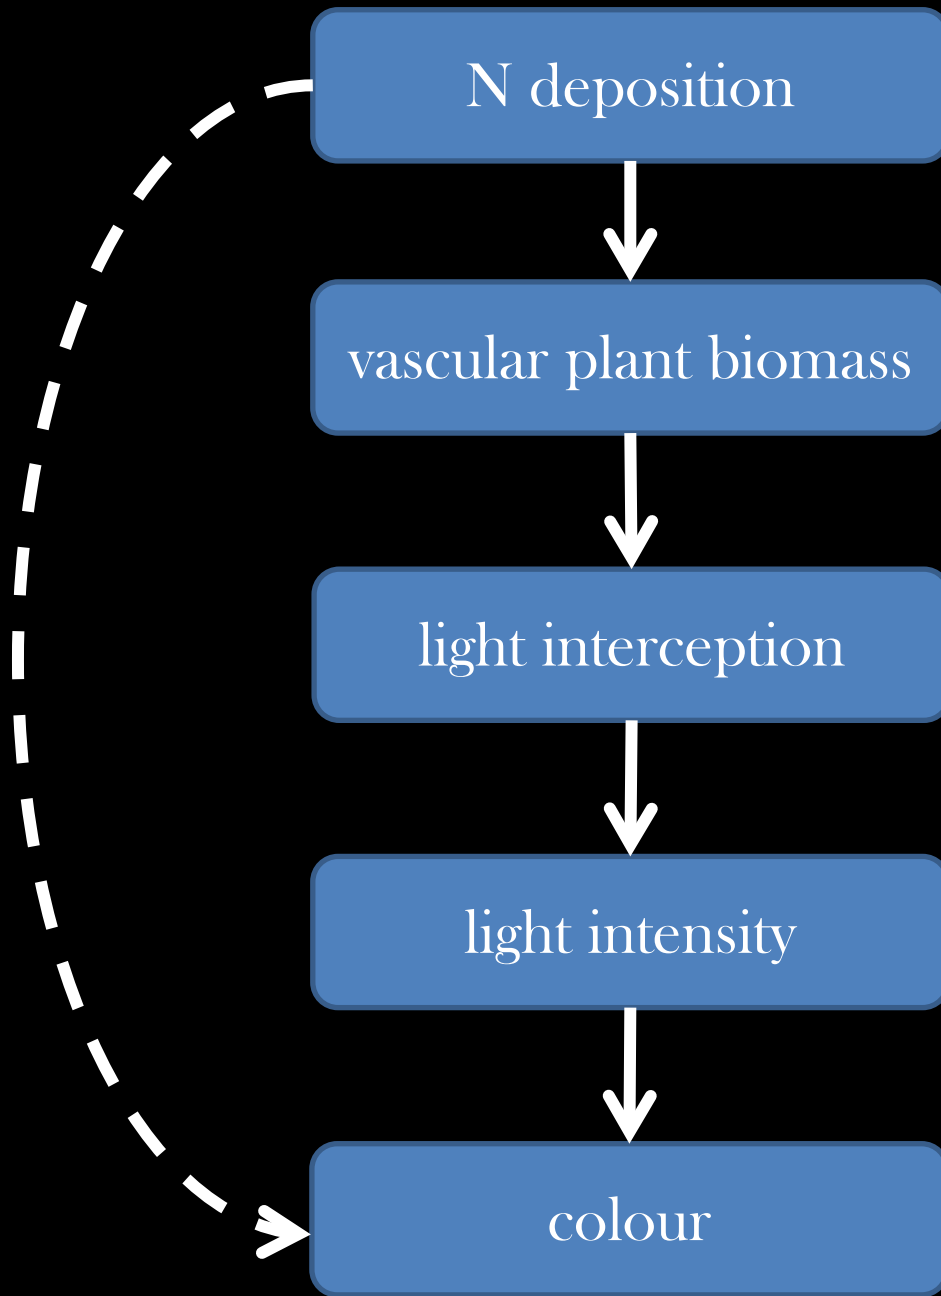 N deposition
vascular plant biomass
light interception
light intensity
colour